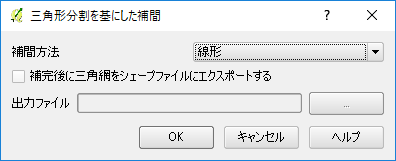 三角形分割を基にした補間
補間方法
線形
補完後に三角網をシェープファイルにエクスポートする
出力ファイル
...
OK
キャンセル
ヘルプ